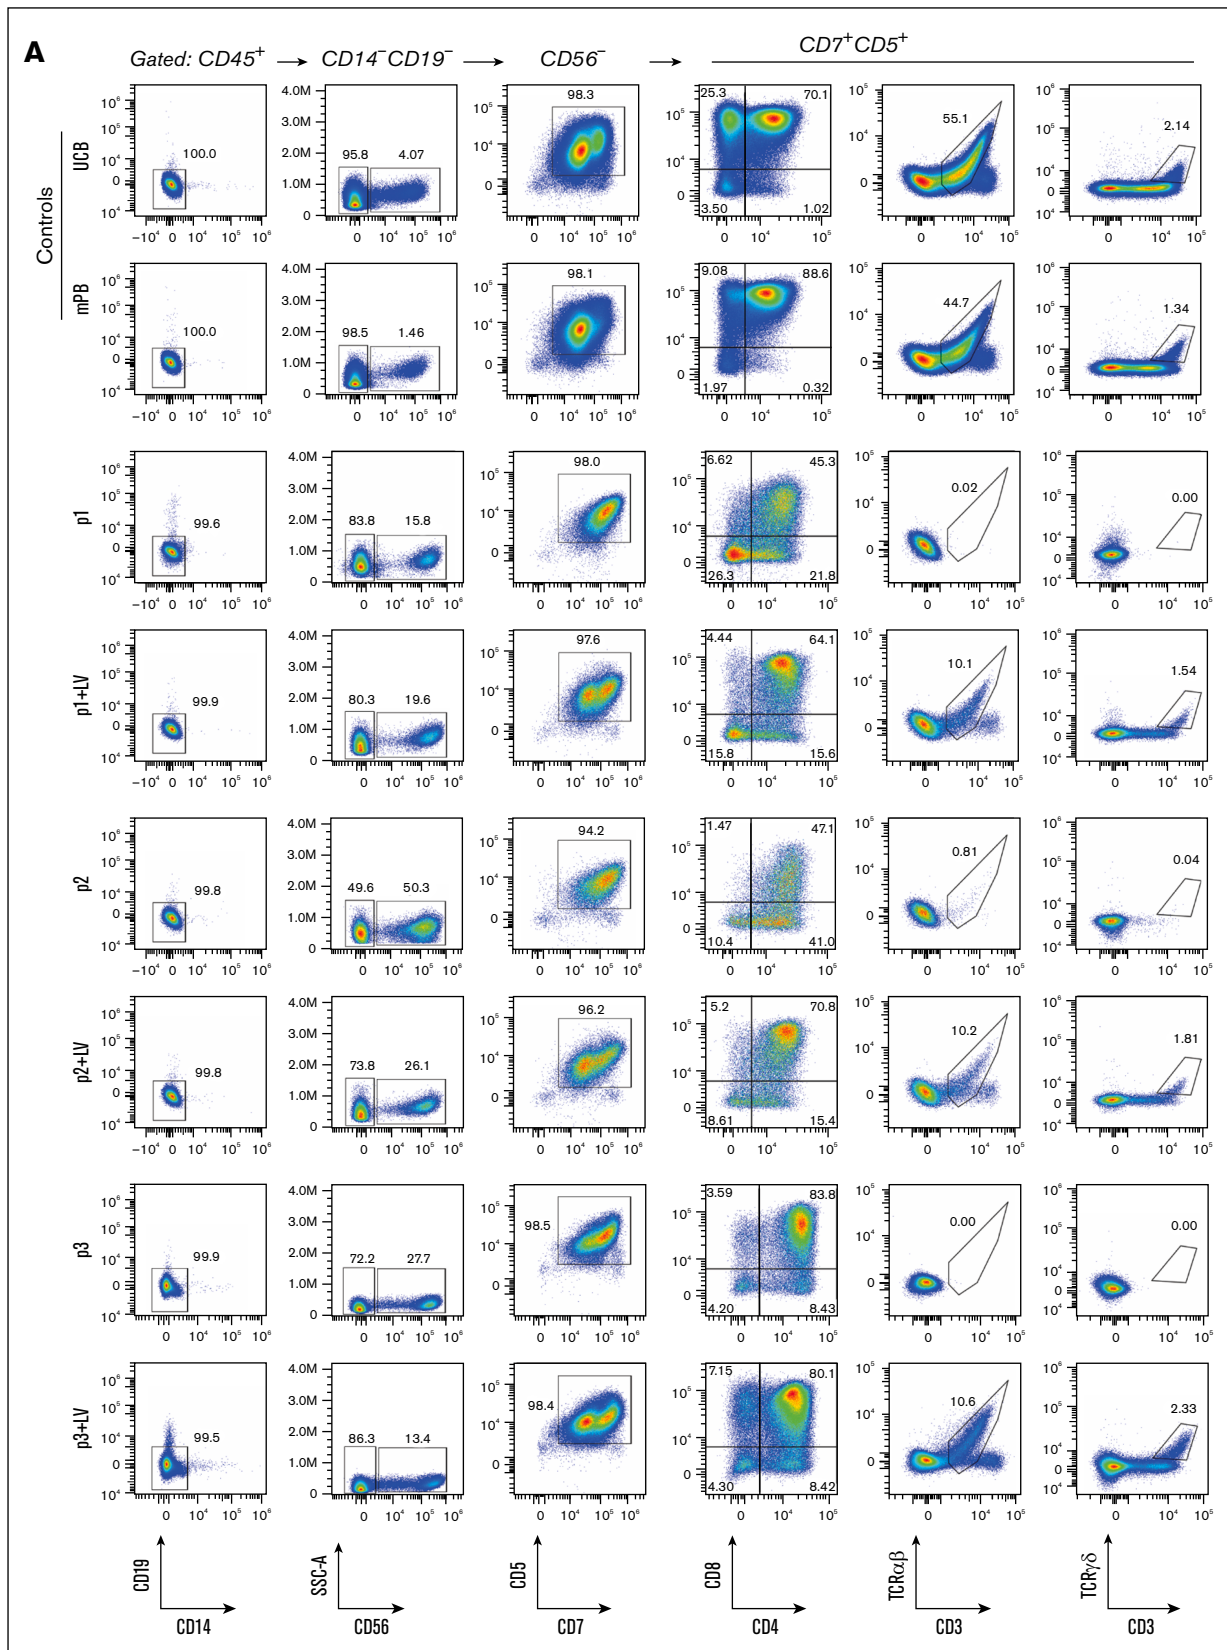 A
Gated: CD45+ → CD14−CD19− → CD56− → CD7+CD5+
Controls
UCB
100.0
95.8 4.07
98.3
25.3 70.1
3.50 1.02
55.1
2.14
mPB
100.0
98.5 1.46
98.1
9.08 88.6
1.97 0.32
44.7
1.34
p1
99.6
83.8 15.8
98.0
6.62 45.3
26.3 21.8
0.02
0.00
p1+LV
99.9
80.3 19.6
97.6
4.44 64.1
15.8 15.6
10.1
1.54
p2
99.8
49.6 50.3
94.2
1.47 47.1
10.4 41.0
0.81
0.04
p2+LV
99.8
73.8 26.1
96.2
5.2 70.8
8.61 15.4
10.2
1.81
p3
99.9
72.2 27.7
98.5
3.59 83.8
4.20 8.43
0.00
0.00
p3+LV
99.5
86.3 13.4
98.4
7.15 80.1
4.30 8.42
10.6
2.33
CD19
CD14
SSC-A
CD56
CD5
CD7
CD8
CD4
TCRαβ
CD3
TCRγδ
CD3